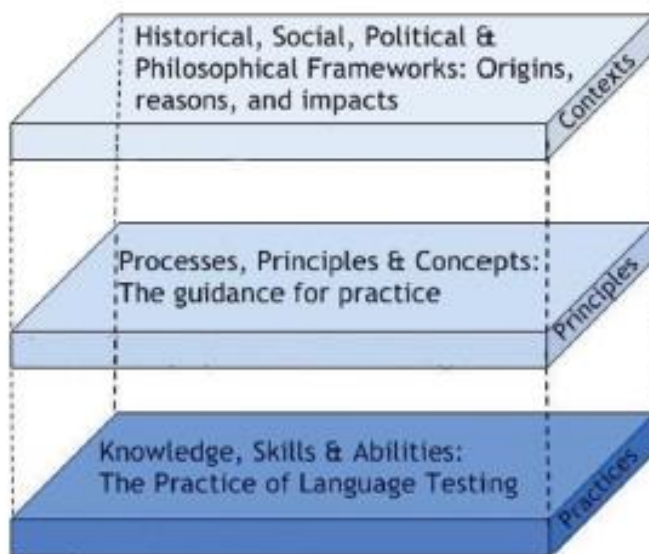 Historical, Social, Political &
Philosophical Frameworks: Origins,
reasons, and impacts
Contexts
Processes, Principles & Concepts:
The guidance for practice
Principles
Knowledge, Skills & Abilities:
The Practice of Language Testing
Practices